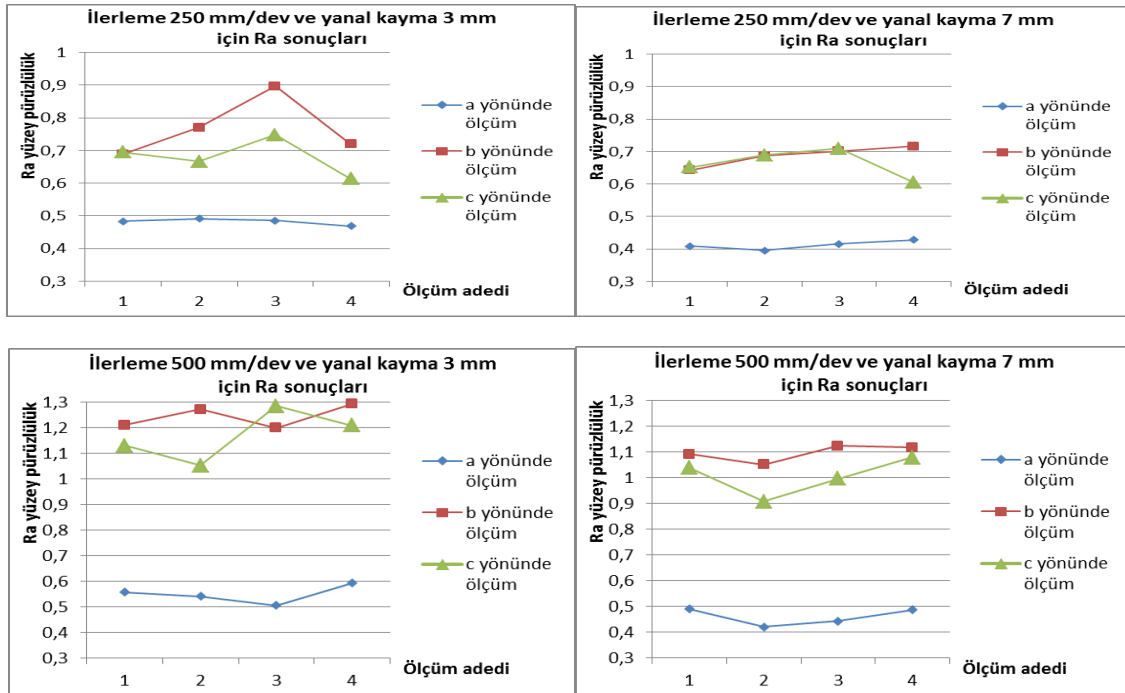 İlerleme 250 mm/dev ve yanal kayma 3 mm
için Ra sonuçları
Ra yüzey pürüzlülük
1
0,9
0,8
0,7
0,6
0,5
0,4
0,3
1 2 3 4
Ölçüm adedi
a yönünde
ölçüm
b yönünde
ölçüm
c yönünde
ölçüm
İlerleme 250 mm/dev ve yanal kayma 7 mm
için Ra sonuçları
Ra yüzey pürüzlülük
1
0,9
0,8
0,7
0,6
0,5
0,4
0,3
1 2 3 4
Ölçüm adedi
a yönünde
ölçüm
b yönünde
ölçüm
c yönünde
ölçüm
İlerleme 500 mm/dev ve yanal kayma 3 mm
için Ra sonuçları
Ra yüzey pürüzlülük
1,3
1,2
1,1
1
0,9
0,8
0,7
0,6
0,5
0,4
0,3
1 2 3 4
Ölçüm adedi
a yönünde
ölçüm
b yönünde
ölçüm
c yönünde
ölçüm
İlerleme 500 mm/dev ve yanal kayma 7 mm
için Ra sonuçları
Ra yüzey pürüzlülük
1,3
1,2
1,1
1
0,9
0,8
0,7
0,6
0,5
0,4
0,3
1 2 3 4
Ölçüm adedi
a yönünde
ölçüm
b yönünde
ölçüm
c yönünde
ölçüm